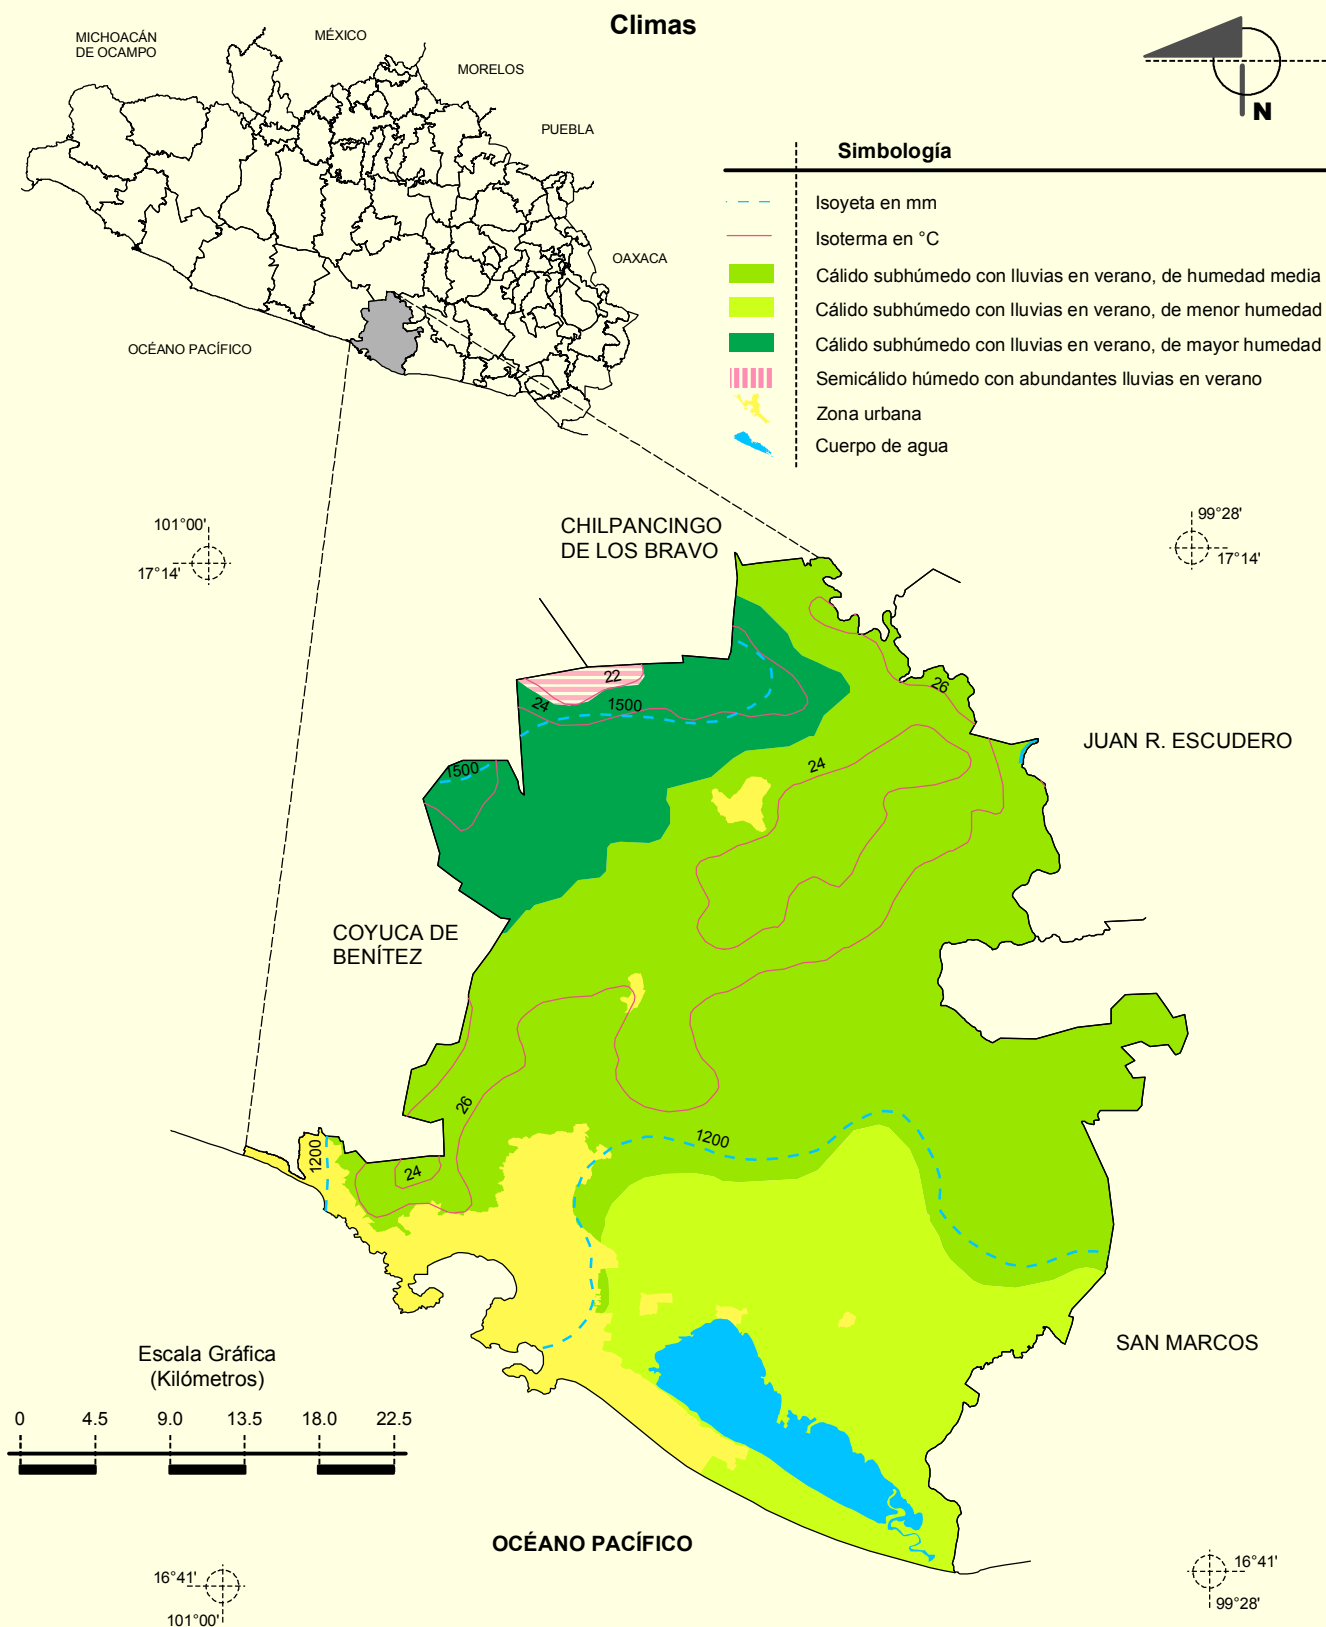 Climas
MICHOACÁN
DE OCAMPO
MÉXICO
MORELOS
PUEBLA
OAXACA
OCÉANO PACÍFICO
N
Simbología
Isoyeta en mm
Isoterma en °C
Cálido subhúmedo con lluvias en verano, de humedad media
Cálido subhúmedo con lluvias en verano, de menor humedad
Cálido subhúmedo con lluvias en verano, de mayor humedad
Semicálido húmedo con abundantes lluvias en verano
Zona urbana
Cuerpo de agua
101°00'
17°14'
99°28'
17°14'
CHILPANCINGO
DE LOS BRAVO
22
24
1500
26
JUAN R. ESCUDERO
24
1500
COYUCA DE
BENÍTEZ
26
1200
1200
24
SAN MARCOS
Escala Gráfica
(Kilómetros)
0 4.5 9.0 13.5 18.0 22.5
OCÉANO PACÍFICO
16°41'
101°00'
16°41'
99°28'